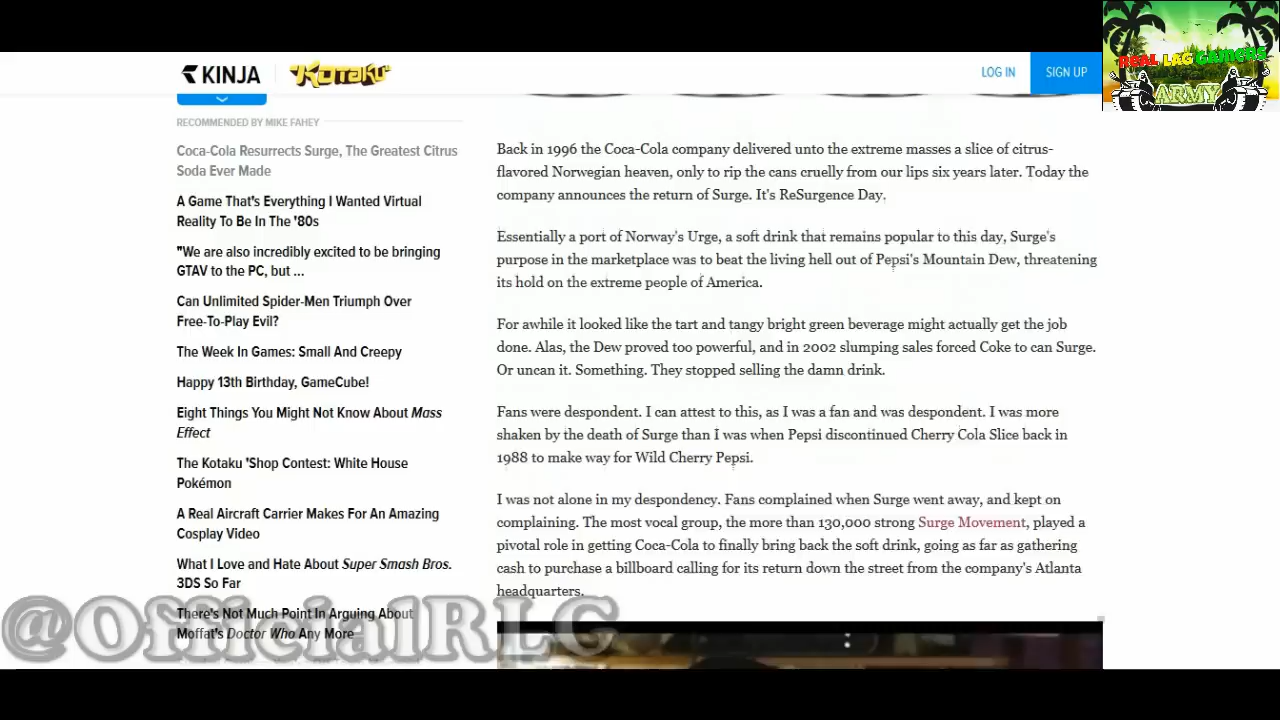 KINJA
KOTAKU
LOG IN
SIGN UP
REAL LAG GAMERS
ARMY
RECOMMENDED BY MIKE FAHEY
Coca-Cola Resurrects Surge, The Greatest Citrus
Soda Ever Made
A Game That's Everything I Wanted Virtual
Reality To Be In The '80s
"We are also incredibly excited to be bringing
GTAV to the PC, but ...
Can Unlimited Spider-Men Triumph Over
Free-To-Play Evil?
The Week In Games: Small And Creepy
Happy 13th Birthday, GameCube!
Eight Things You Might Not Know About Mass
Effect
The Kotaku 'Shop Contest: White House
Pokémon
A Real Aircraft Carrier Makes For An Amazing
Cosplay Video
What I Love and Hate About Super Smash Bros.
3DS So Far
There's Not Much Point In Arguing About
Moffat's Doctor Who Any More
Back in 1996 the Coca-Cola company delivered unto the extreme masses a slice of citrus-
flavored Norwegian heaven, only to rip the cans cruelly from our lips six years later. Today the
company announces the return of Surge. It's ReSurgence Day.
Essentially a port of Norway's Urge, a soft drink that remains popular to this day, Surge's
purpose in the marketplace was to beat the living hell out of Pepsi's Mountain Dew, threatening
its hold on the extreme people of America.
For awhile it looked like the tart and tangy bright green beverage might actually get the job
done. Alas, the Dew proved too powerful, and in 2002 slumping sales forced Coke to can Surge.
Or uncan it. Something. They stopped selling the damn drink.
Fans were despondent. I can attest to this, as I was a fan and was despondent. I was more
shaken by the death of Surge than I was when Pepsi discontinued Cherry Cola Slice back in
1988 to make way for Wild Cherry Pepsi.
I was not alone in my despondency. Fans complained when Surge went away, and kept on
complaining. The most vocal group, the more than 130,000 strong Surge Movement, played a
pivotal role in getting Coca-Cola to finally bring back the soft drink, going as far as gathering
cash to purchase a billboard calling for its return down the street from the company's Atlanta
headquarters.
@OfficialRLG